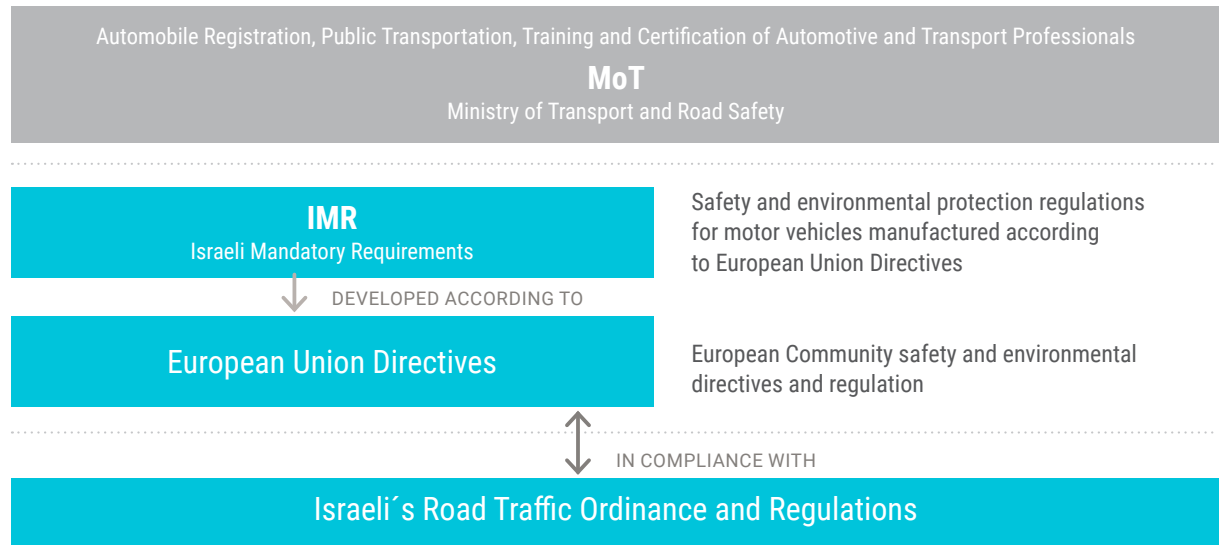 Automobile Registration, Public Transportation, Training and Certification of Automotive and Transport Professionals
MoT
Ministry of Transport and Road Safety
IMR
Israeli Mandatory Requirements
Safety and environmental protection regulations
for motor vehicles manufactured according
to European Union Directives
DEVELOPED ACCORDING TO
European Union Directives
European Community safety and environmental
directives and regulation
IN COMPLIANCE WITH
Israeli´s Road Traffic Ordinance and Regulations